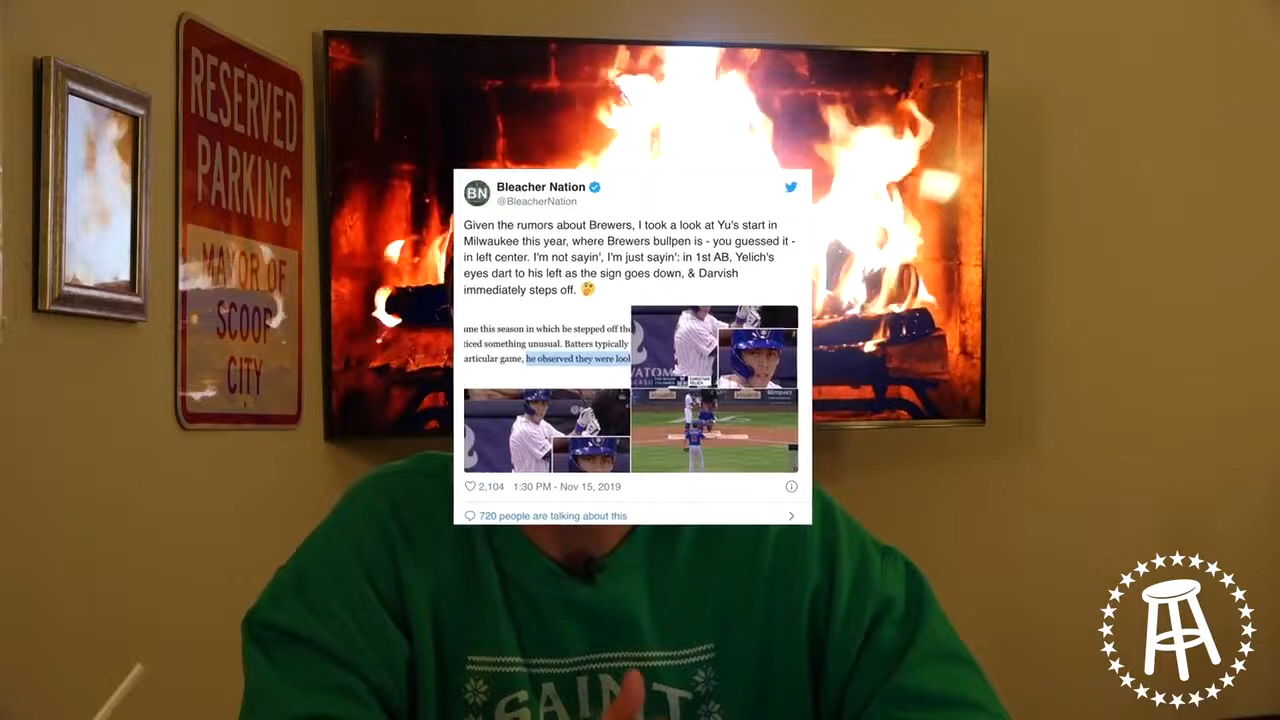 RESERVED
PARKING
MAYOR OF
SCOOP
CITY
BN
Bleacher Nation
@BleacherNation
Given the rumors about Brewers, I took a look at Yu's start in
Milwaukee this year, where Brewers bullpen is - you guessed it -
in left center. I'm not sayin', I'm just sayin': in 1st AB, Yelich's
eyes dart to his left as the sign goes down, & Darvish
immediately steps off. 🤔
ame this season in which he stepped off the
ticed something unusual. Batters typically
articular game, he observed they were lool
2,104 1:30 PM - Nov 15, 2019
720 people are talking about this
SAINT